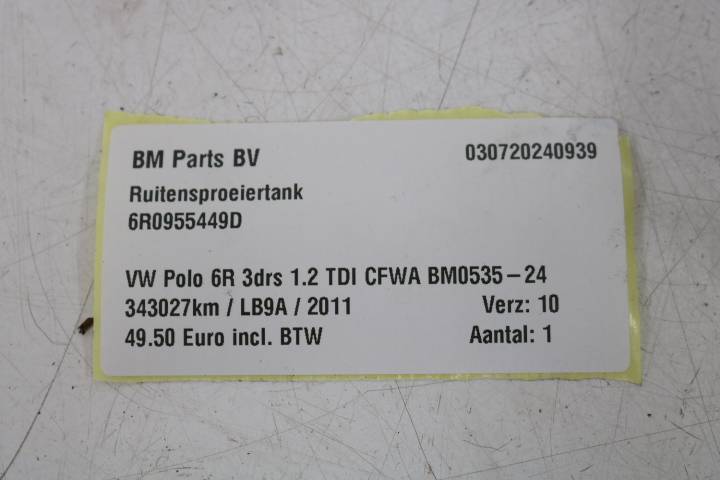 BM Parts BV 030720240939
Ruitensproeiertank
6R0955449D
VW Polo 6R 3drs 1.2 TDI CFWA BM0535-24
343027km / LB9A / 2011 Verz: 10
49.50 Euro incl. BTW Aantal: 1